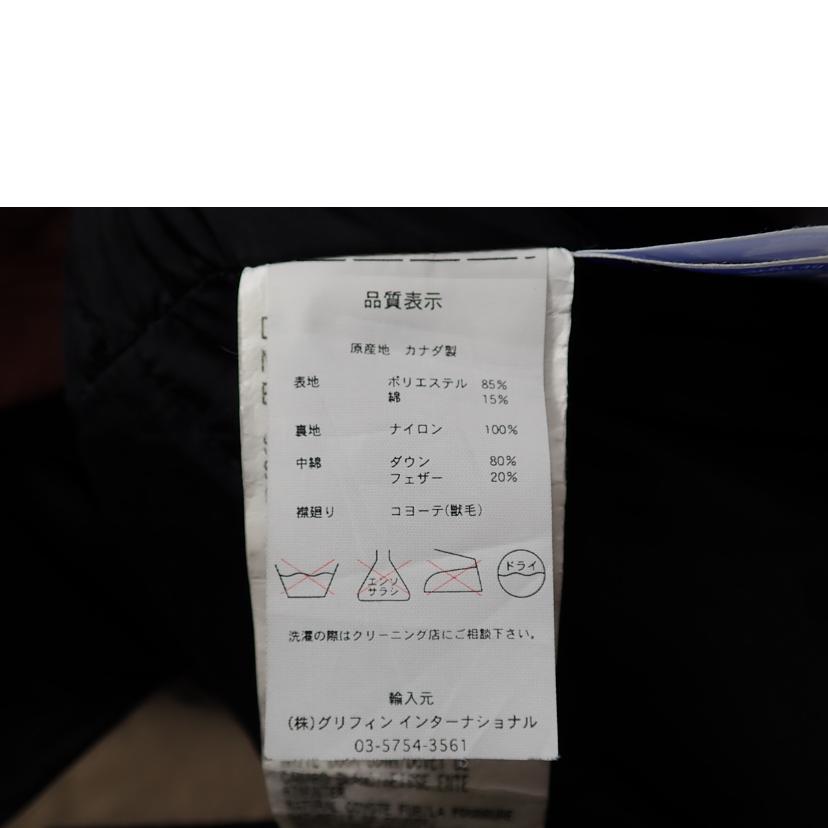 品質表示
原産地 カナダ製
表地 ポリエステル 85%
綿 15%
裏地 ナイロン 100%
中綿 ダウン 80%
フェザー 20%
襟廻り コヨーテ(獣毛)
エンソ
サラシ
ドライ
洗濯の際はクリーニング店にご相談下さい。
輸入元
(株)グリフィン インターナショナル
03-5754-3561
NATURAL COYOTE FUR/LA FOURRURE